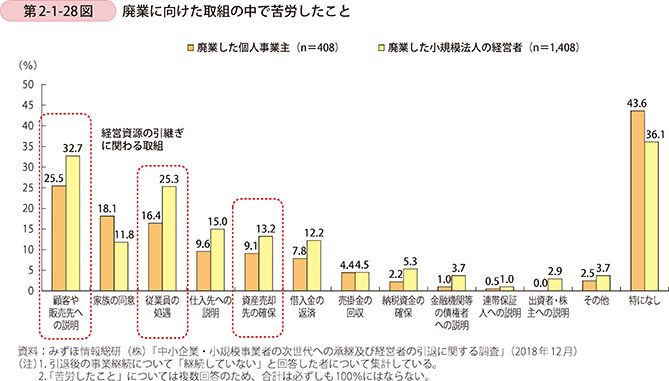 第2-1-28図 廃業に向けた取組の中で苦労したこと
廃業した個人事業主（n＝408） 廃業した小規模法人の経営者（n＝1,408）
（％）
50
45
40
35
30
25
20
15
10
5
0
経営資源の引継ぎ
に関わる取組
25.5 32.7
18.1 11.8
16.4 25.3
9.6 15.0
9.1 13.2
7.8 12.2
4.4 4.5
2.2 5.3
1.0 3.7
0.5 1.0
0.0 2.9
2.5 3.7
43.6 36.1
顧客や
販売先へ
の説明
家族の同意
従業員の
処遇
仕入先への
説明
資産売却
先の確保
借入金の
返済
売掛金の
回収
納税資金の
確保
金融機関等
の債権者
への説明
連帯保証
人への説明
出資者・株
主への説明
その他
特になし
資料：みずほ情報総研（株）「中小企業・小規模事業者の次世代への承継及び経営者の引退に関する調査」（2018年12月）
（注）1. 引退後の事業継続について「継続していない」と回答した者について集計している。
2. 「苦労したこと」については複数回答のため、合計は必ずしも100％にはならない。